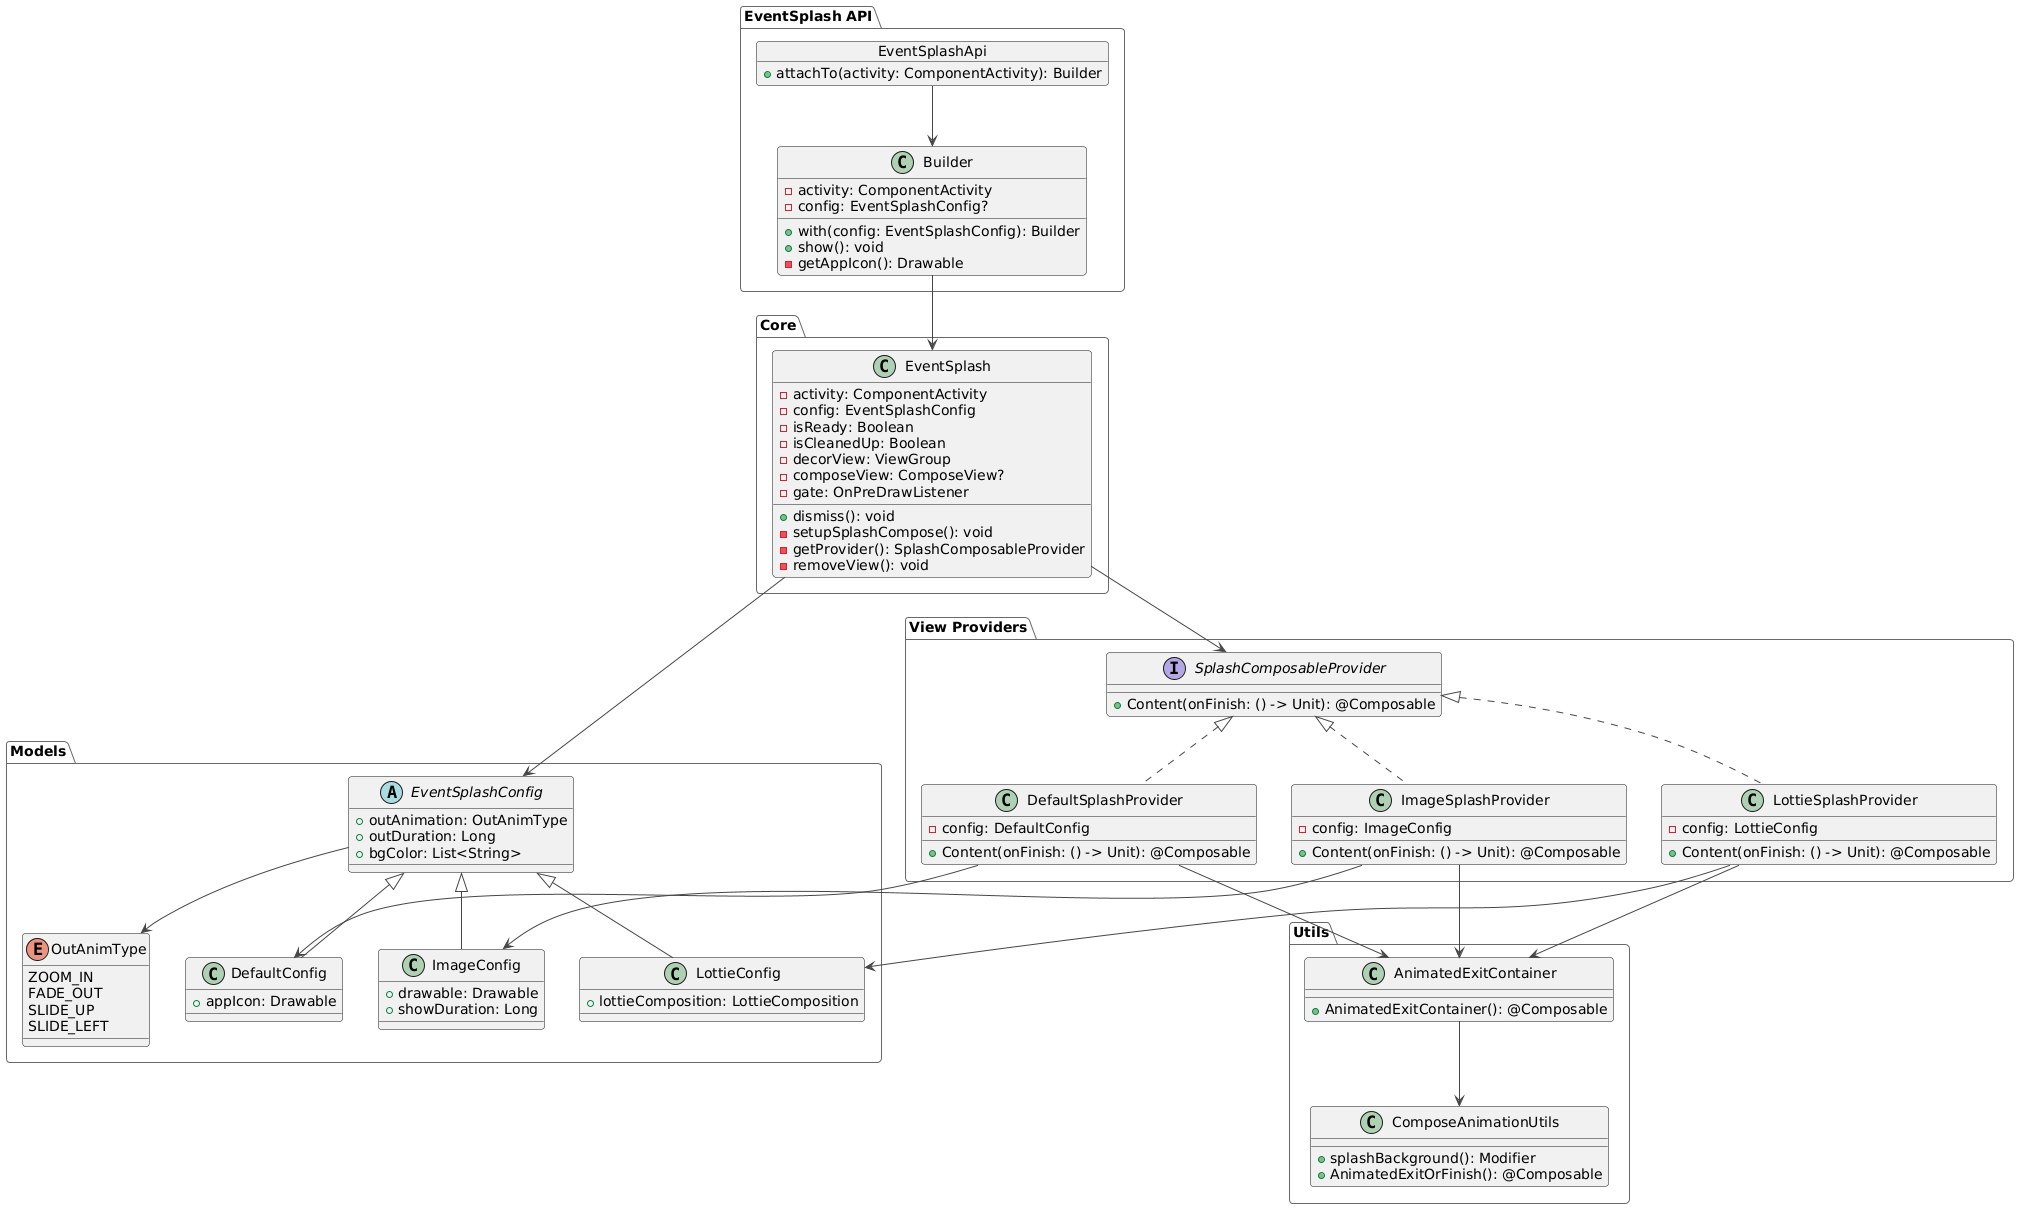 EventSplash API
EventSplashApi
attachTo(activity: ComponentActivity): Builder
C Builder
activity: ComponentActivity
config: EventSplashConfig?
with(config: EventSplashConfig): Builder
show(): void
getAppIcon(): Drawable
Core
C EventSplash
activity: ComponentActivity
config: EventSplashConfig
isReady: Boolean
isCleanedUp: Boolean
decorView: ViewGroup
composeView: ComposeView?
gate: OnPreDrawListener
dismiss(): void
setupSplashCompose(): void
getProvider(): SplashComposableProvider
removeView(): void
View Providers
I SplashComposableProvider
Content(onFinish: () -> Unit): @Composable
C DefaultSplashProvider
config: DefaultConfig
Content(onFinish: () -> Unit): @Composable
C ImageSplashProvider
config: ImageConfig
Content(onFinish: () -> Unit): @Composable
C LottieSplashProvider
config: LottieConfig
Content(onFinish: () -> Unit): @Composable
Models
A EventSplashConfig
outAnimation: OutAnimType
outDuration: Long
bgColor: List<String>
E OutAnimType
ZOOM_IN
FADE_OUT
SLIDE_UP
SLIDE_LEFT
C DefaultConfig
appIcon: Drawable
C ImageConfig
drawable: Drawable
showDuration: Long
C LottieConfig
lottieComposition: LottieComposition
Utils
C AnimatedExitContainer
AnimatedExitContainer(): @Composable
C ComposeAnimationUtils
splashBackground(): Modifier
AnimatedExitOrFinish(): @Composable